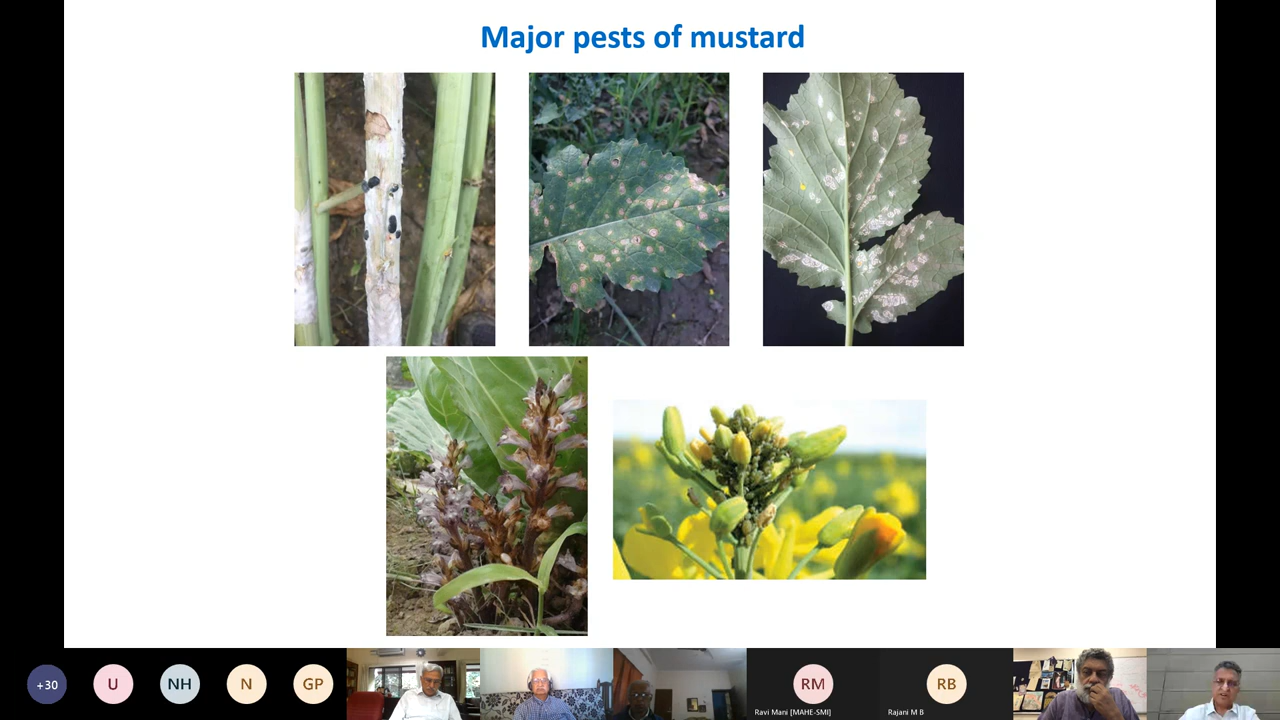 Major pests of mustard
+30
U
NH
N
GP
RM
RB
Ravi Mani [MAHE-SMI]
Rajani M B